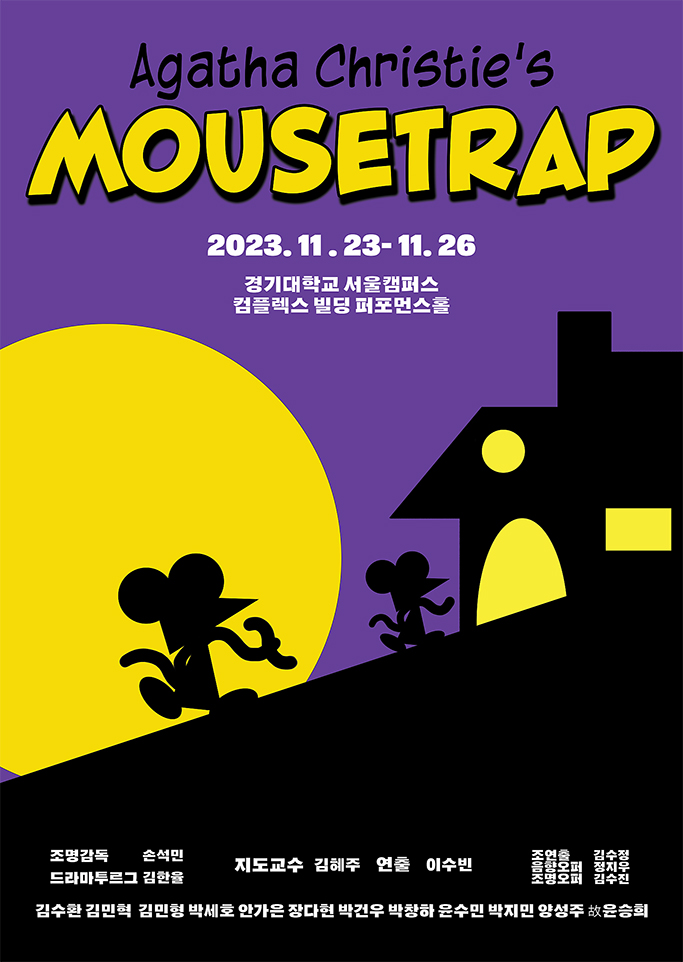 Agatha Christie's
MOUSETRAP
2023. 11 . 23- 11. 26
경기대학교 서울캠퍼스
컴플렉스 빌딩 퍼포먼스홀
조명감독 손석민
드라마투르그 김한율
지도교수 김혜주 연출 이수빈
조연출 김수정
음향오퍼 정지우
조명오퍼 김수진
김수환 김민혁 김민형 박세호 안가은 장다현 박건우 박창하 윤수민 박지민 양성주 故윤승희